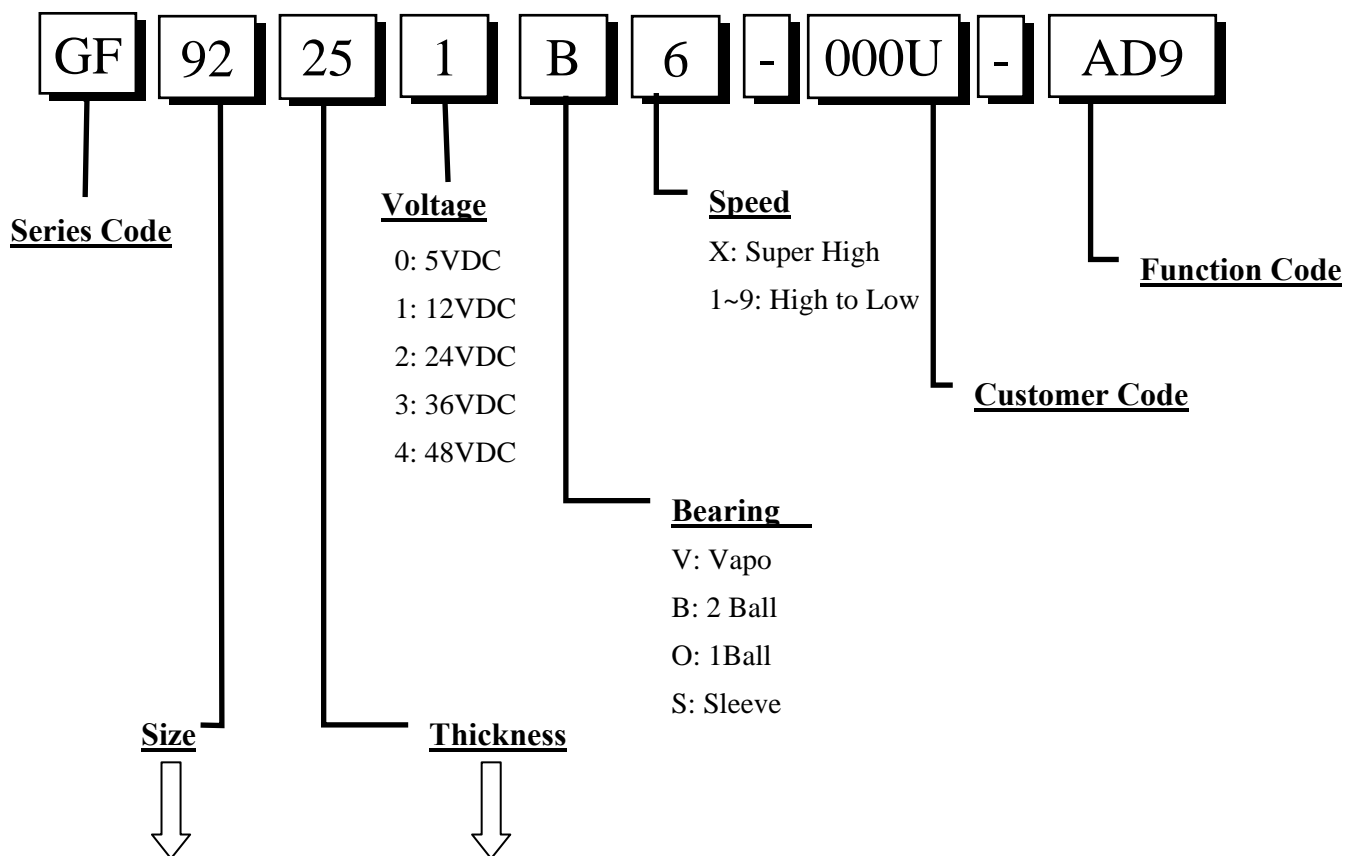 GF 92 25 1 B 6 - 000U - AD9
Series Code
Voltage
0: 5VDC
1: 12VDC
2: 24VDC
3: 36VDC
4: 48VDC
Speed
X: Super High
1~9: High to Low
Function Code
Customer Code
Bearing
V: Vapo
B: 2 Ball
O: 1Ball
S: Sleeve
Size
Thickness